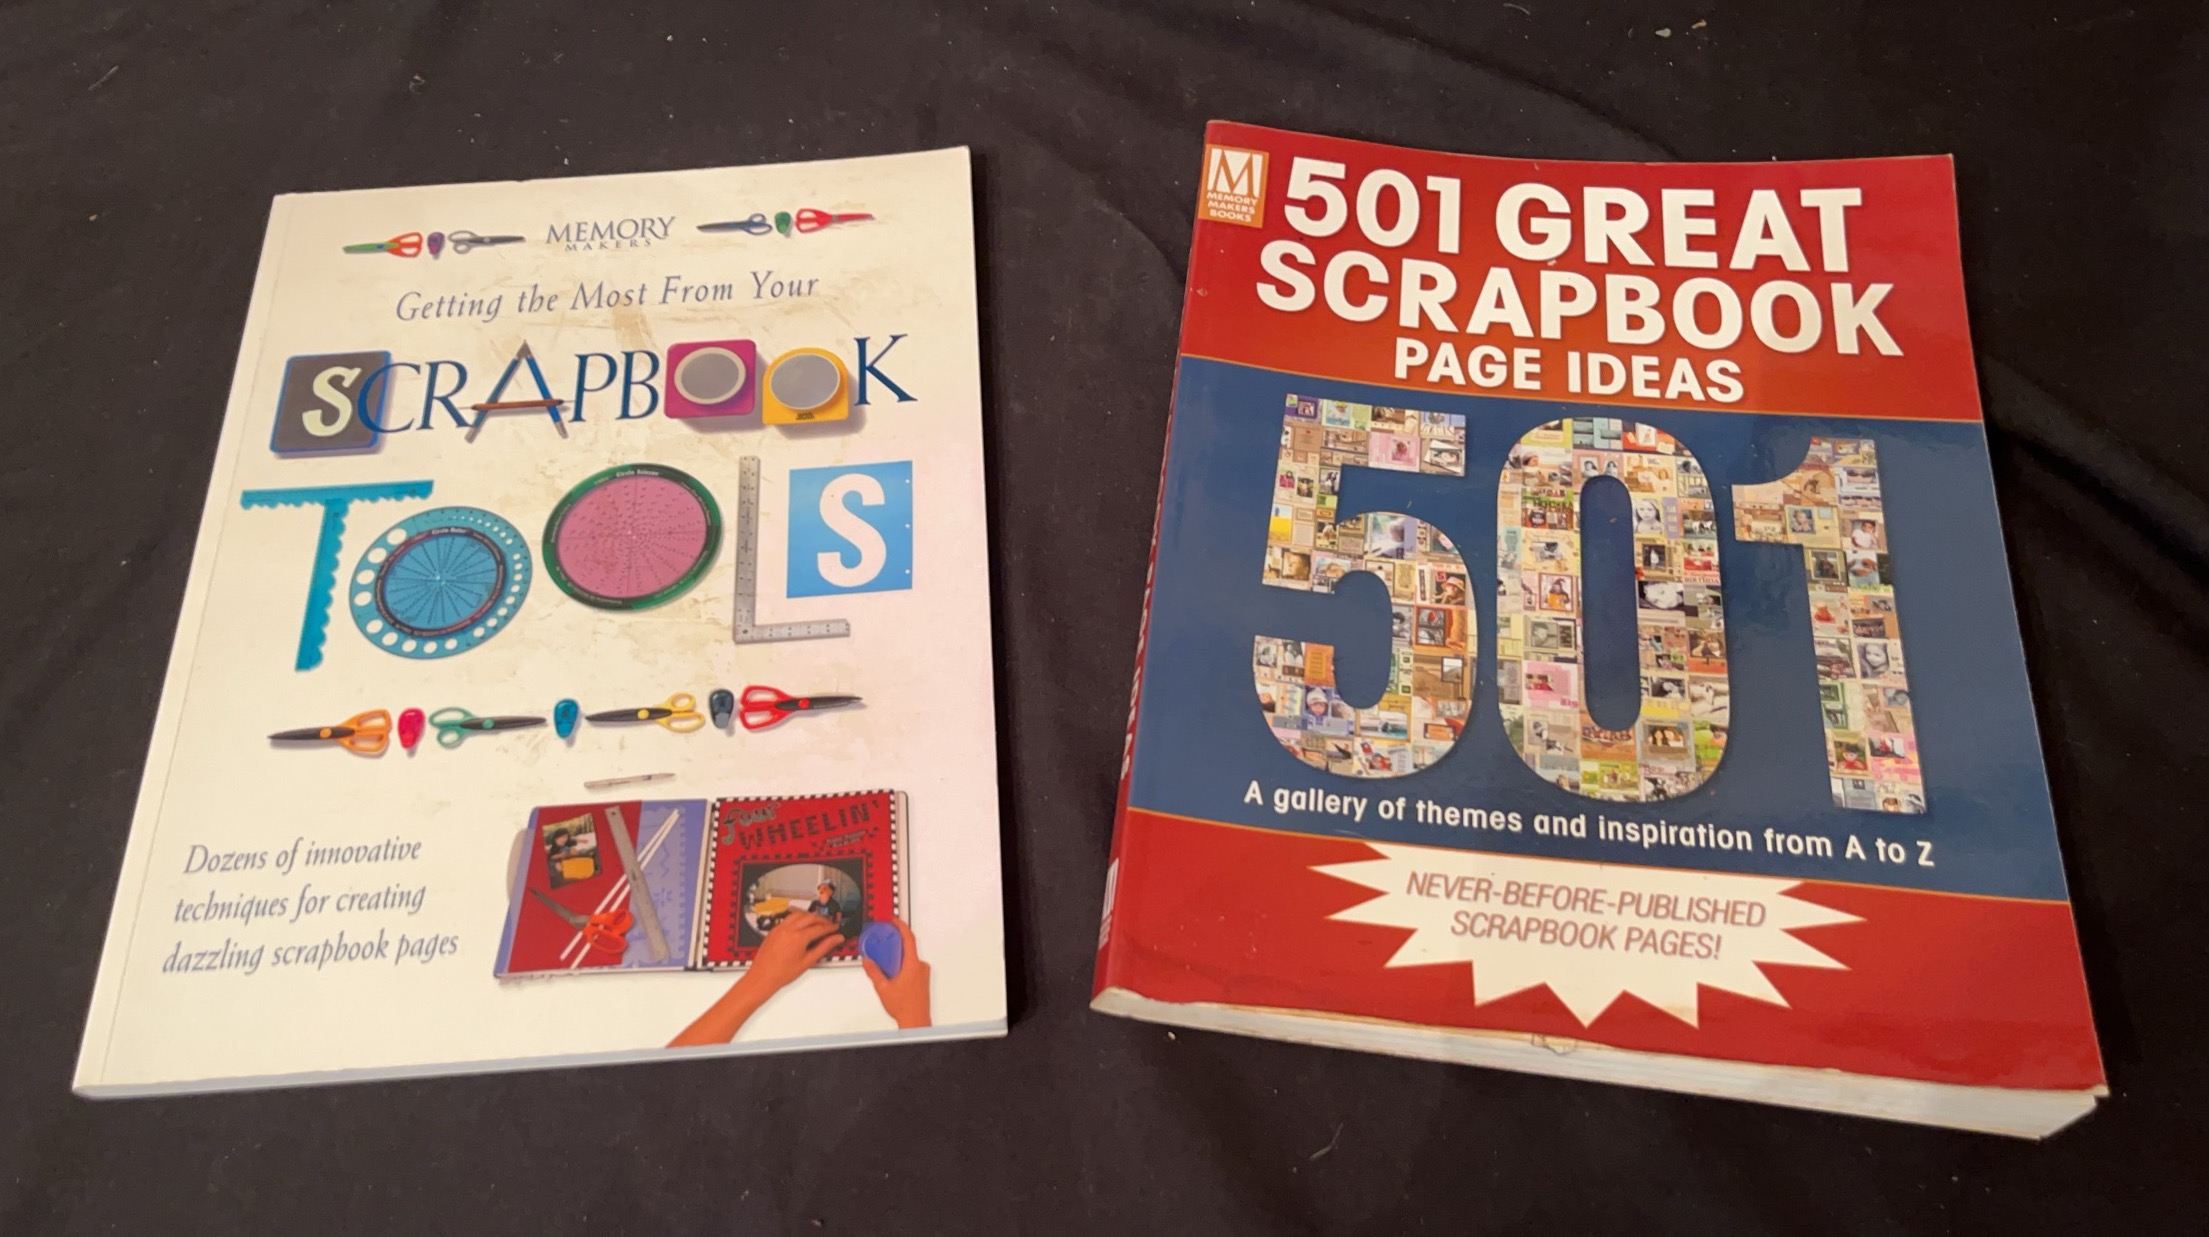 MEMORY
MAKERS
Getting the Most From Your
SCRAPBOOK
TOOLS
four
WHEELIN'
Dozens of innovative
techniques for creating
dazzling scrapbook pages
M
MEMORY
MAKERS
BOOKS
501 GREAT
SCRAPBOOK
PAGE IDEAS
501
A gallery of themes and inspiration from A to Z
NEVER-BEFORE-PUBLISHED
SCRAPBOOK PAGES!